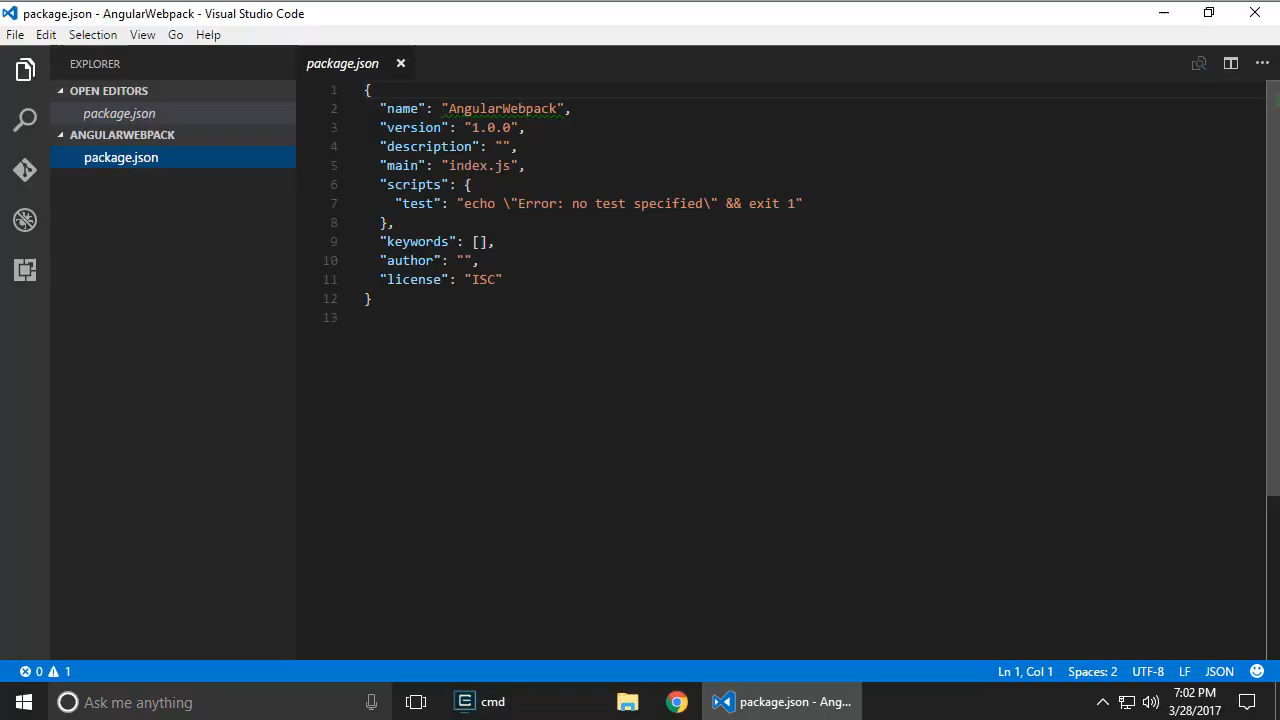 package.json - AngularWebpack - Visual Studio Code
File Edit Selection View Go Help
EXPLORER
OPEN EDITORS
package.json
ANGULARWEBPACK
package.json
package.json
1 {
2 "name": "AngularWebpack",
3 "version": "1.0.0",
4 "description": "",
5 "main": "index.js",
6 "scripts": {
7 "test": "echo \"Error: no test specified\" && exit 1"
8 },
9 "keywords": [],
10 "author": "",
11 "license": "ISC"
12 }
13
0 1
Ln 1, Col 1 Spaces: 2 UTF-8 LF JSON
Ask me anything
cmd
package.json - Ang...
7:02 PM
3/28/2017